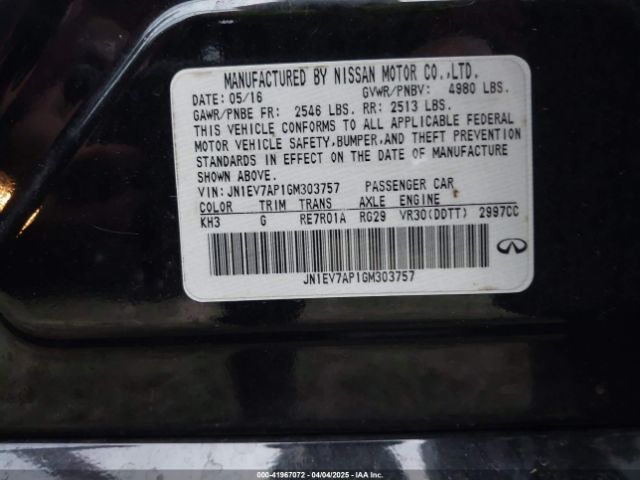 MANUFACTURED BY NISSAN MOTOR CO.,LTD.
DATE: 05/16 GVWR/PNBV: 4980 LBS.
GAWR/PNBE FR: 2546 LBS. RR: 2513 LBS.
THIS VEHICLE CONFORMS TO ALL APPLICABLE FEDERAL
MOTOR VEHICLE SAFETY,BUMPER,AND THEFT PREVENTION
STANDARDS IN EFFECT ON THE DATE OF MANUFACTURE
SHOWN ABOVE.
VIN: JN1EV7AP1GM303757 PASSENGER CAR
COLOR TRIM TRANS AXLE ENGINE
KH3 G RE7R01A RG29 VR30(DDTT) 2997CC
JN1EV7AP1GM303757
000-41967072 - 04/04/2025 - IAAI.COM